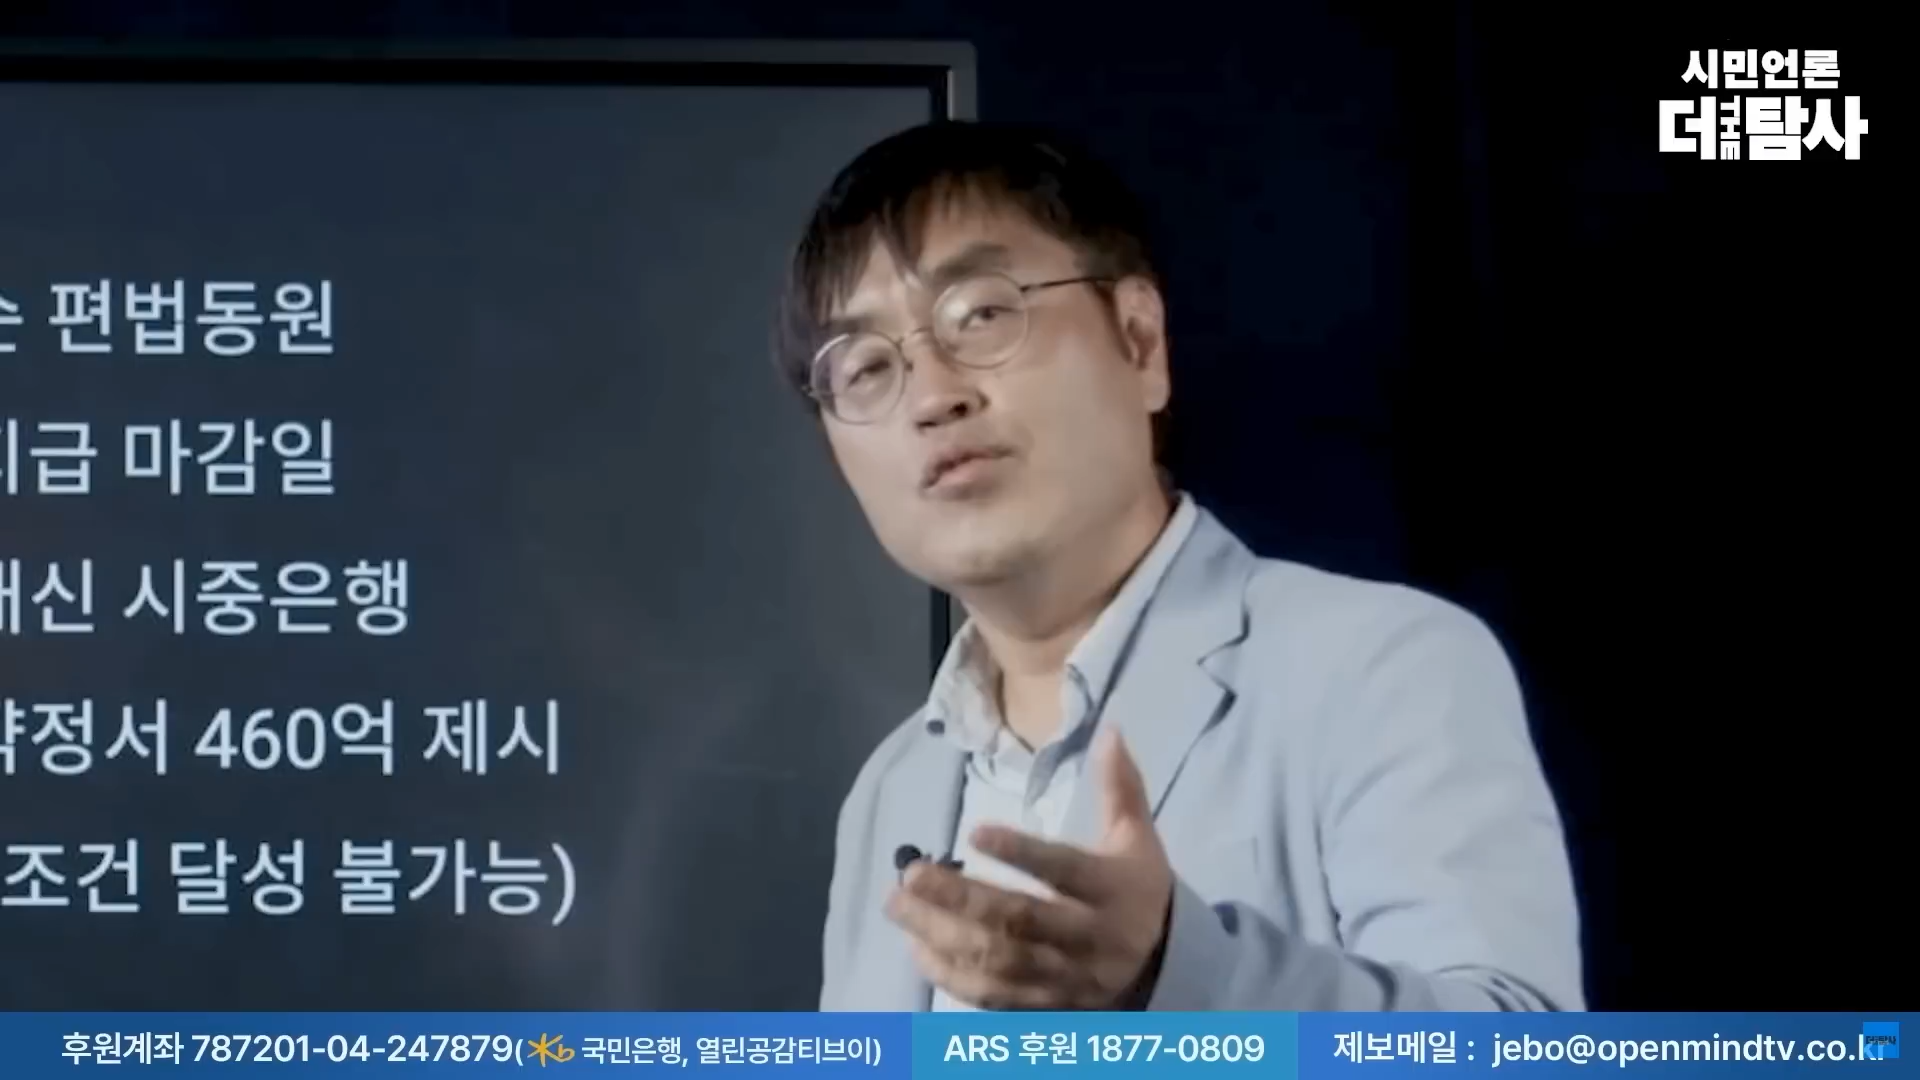 시민언론
더탐사
편법동원
지급 마감일
대신 시중은행
약정서 460억 제시
조건 달성 불가능)
후원계좌 787201-04-247879(국민은행, 열린공감티브이)
ARS 후원 1877-0809
제보메일 : jebo@openmindtv.co.kr